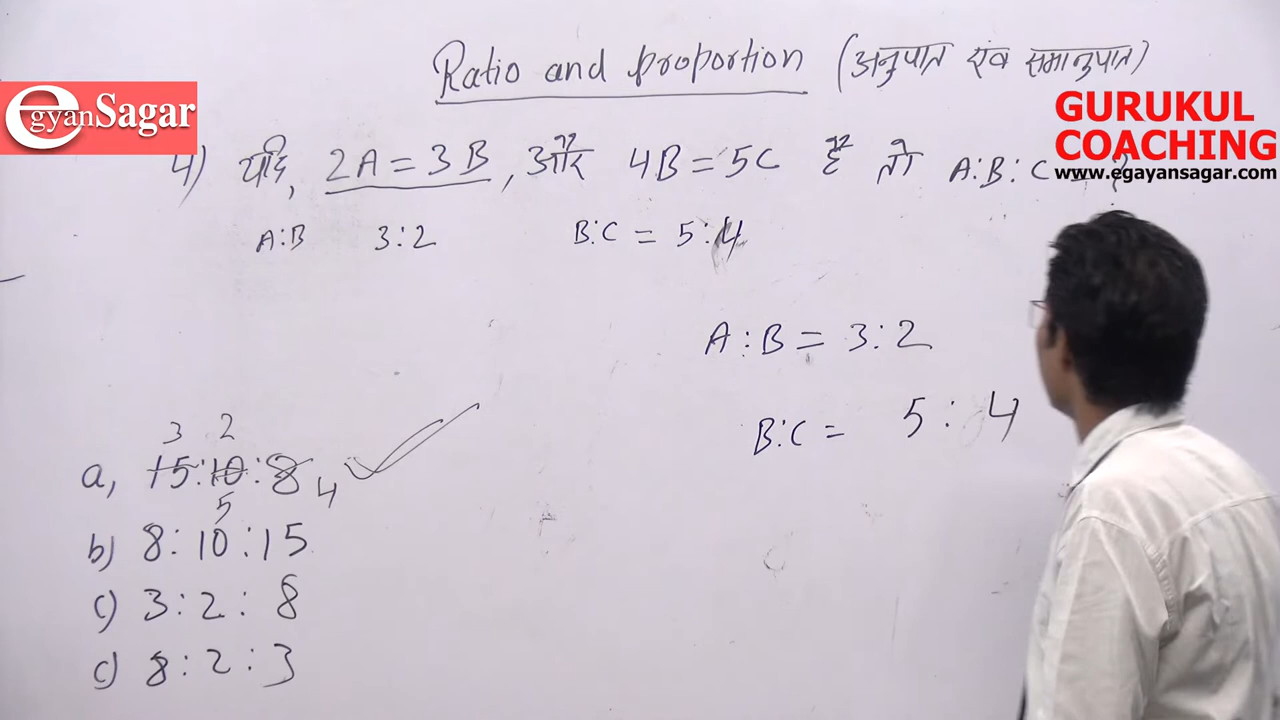 Ratio and proportion (अनुपात एंव समानुपात)
egyanSagar
GURUKUL
COACHING
www.egayansagar.com
4) यदि, 2A = 3B, और 4B = 5C है तो A:B:C = ?
A:B 3:2 B:C = 5:4
A:B = 3:2
B:C = 5:4
3 2
a, 15:10:8 4
5
b) 8:10:15
c) 3:2:8
c) 8:2:3